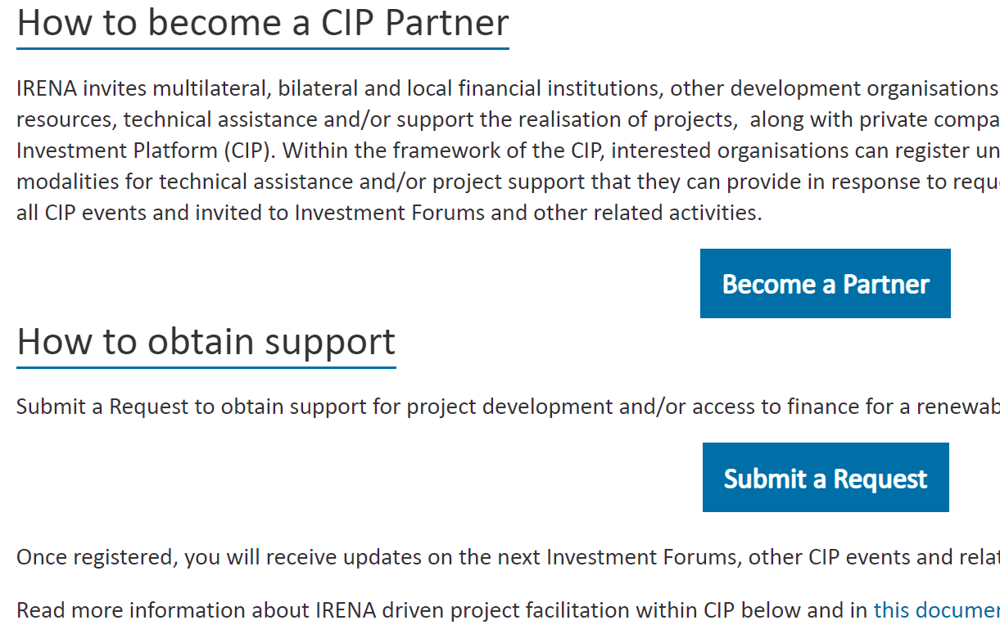 How to become a CIP Partner
IRENA invites multilateral, bilateral and local financial institutions, other development organisations
resources, technical assistance and/or support the realisation of projects,  along with private compa
Investment Platform (CIP). Within the framework of the CIP, interested organisations can register un
modalities for technical assistance and/or project support that they can provide in response to requ
all CIP events and invited to Investment Forums and other related activities.
Become a Partner
How to obtain support
Submit a Request to obtain support for project development and/or access to finance for a renewab
Submit a Request
Once registered, you will receive updates on the next Investment Forums, other CIP events and relat
Read more information about IRENA driven project facilitation within CIP below and in this documen